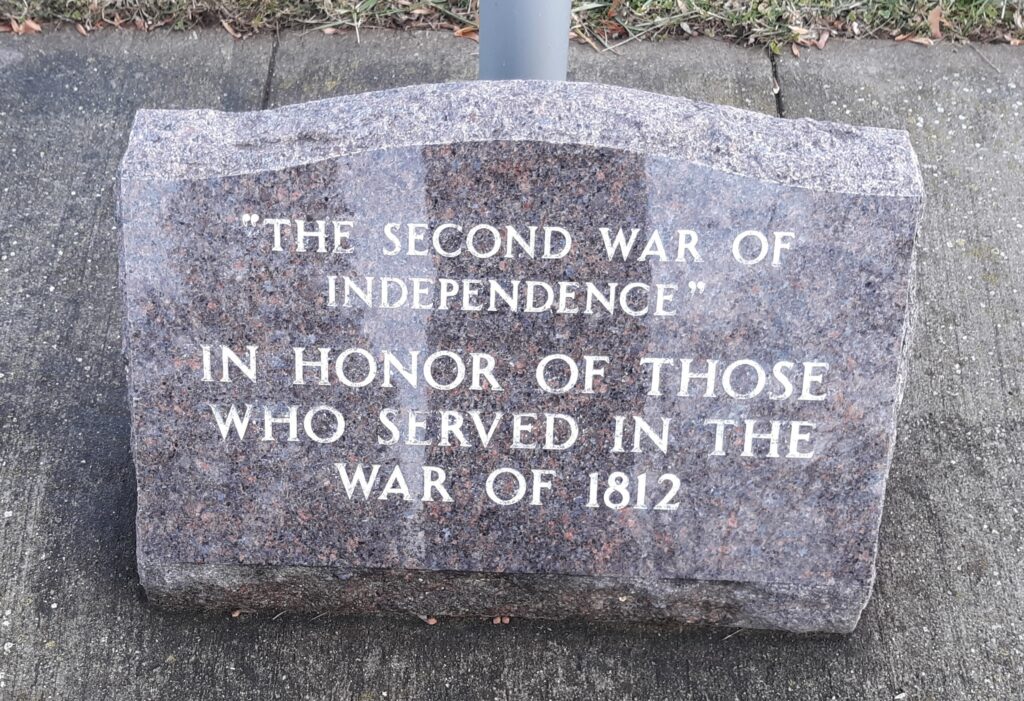 "THE SECOND WAR OF
INDEPENDENCE"
IN HONOR OF THOSE
WHO SERVED IN THE
WAR OF 1812